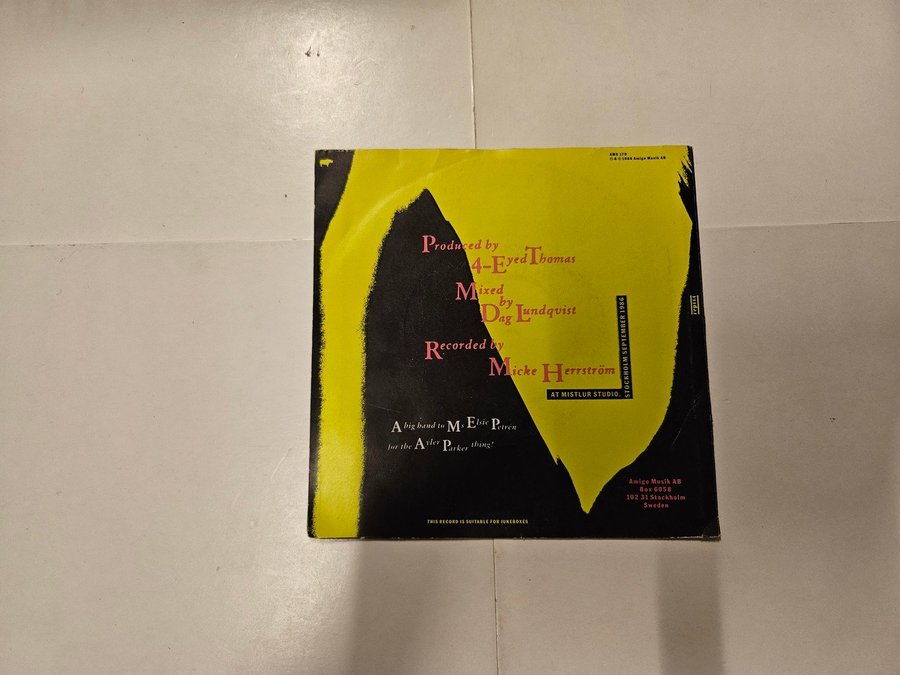 AMS 170
℗ & © 1986 Amigo Musik AB
Produced by
4-Eyed Thomas
Mixed
by
Dag Lundqvist
Recorded by
Micke Herrström
AT MISTLUR STUDIO,
STOCKHOLM SEPTEMBER 1986
A big hand to Ms Elsie Petrén
for the Ayler Parker thing!
Amigo Musik AB
Box 6058
102 31 Stockholm
Sweden
THIS RECORD IS SUITABLE FOR JUKEBOXES